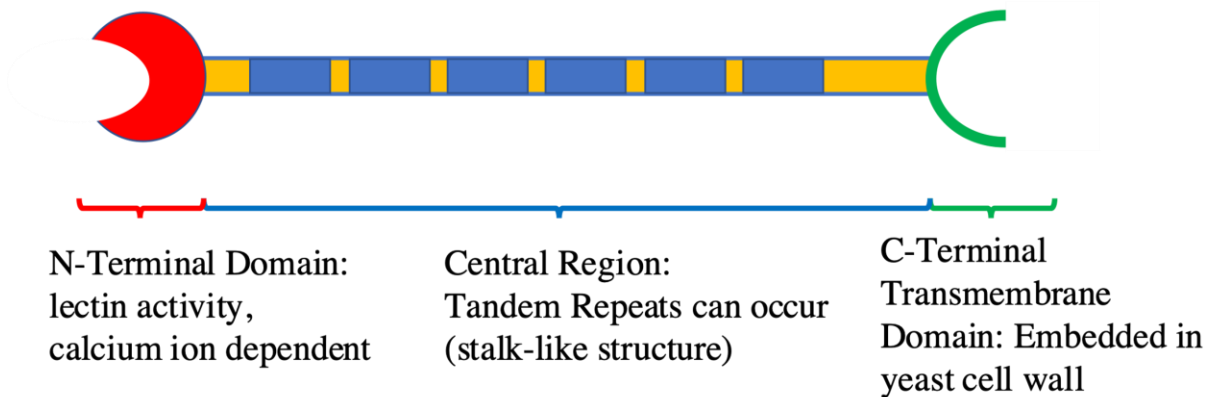 N-Terminal Domain:
lectin activity,
calcium ion dependent
Central Region:
Tandem Repeats can occur
(stalk-like structure)
C-Terminal
Transmembrane
Domain: Embedded in
yeast cell wall